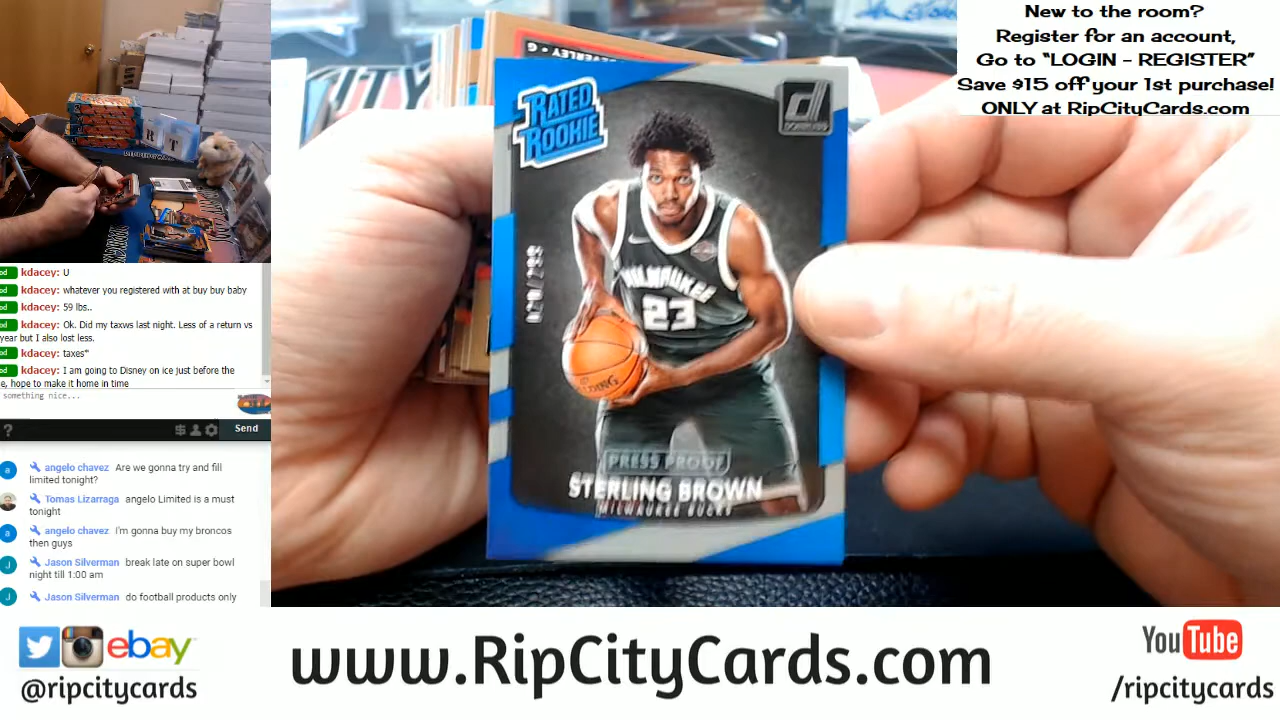 New to the room?
Register for an account,
Go to "LOGIN - REGISTER"
Save $15 off your 1st purchase!
ONLY at RipCityCards.com
EVERLEY • G
RATED
ROOKIE
d
DONRUSS
MILWAUKEE
23
SPALDING
PRESS PROOF
STERLING BROWN
MILWAUKEE BUCKS
kdacey: U
kdacey: whatever you registered with at buy buy baby
kdacey: 59 lbs..
kdacey: Ok. Did my taxws last night. Less of a return vs
year but I also lost less.
kdacey: taxes*
kdacey: I am going to Disney on ice just before the
e, hope to make it home in time
something nice...
? $ Send
a angelo chavez Are we gonna try and fill
limited tonight?
Tomas Lizarraga angelo Limited is a must
tonight
a angelo chavez I'm gonna buy my broncos
then guys
J Jason Silverman break late on super bowl
night till 1:00 am
J Jason Silverman do football products only
ebay
@ripcitycards
www.RipCityCards.com
YouTube
/ripcitycards